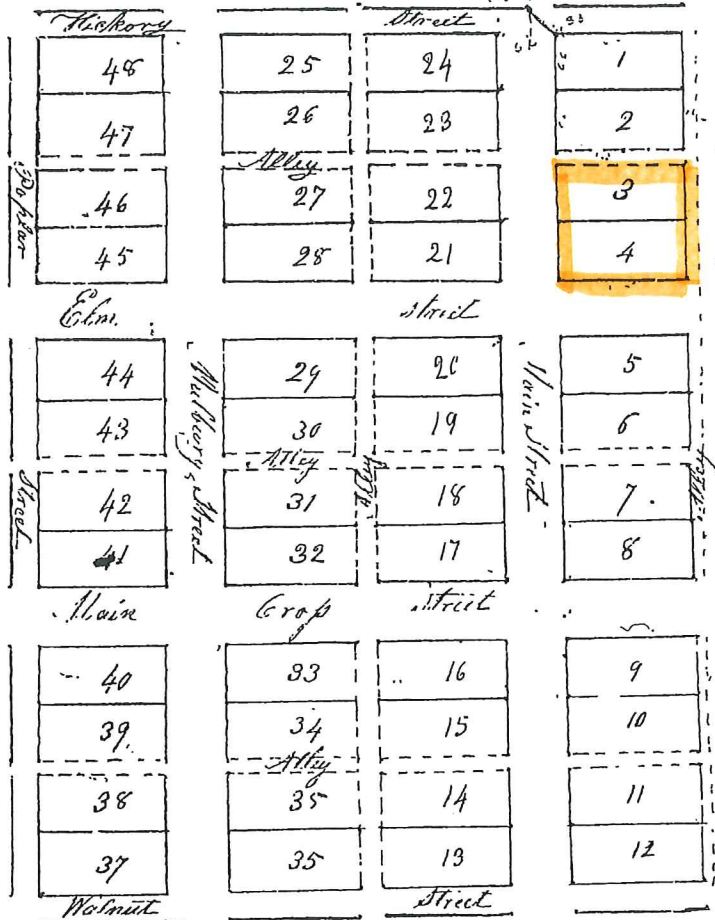 Hickory Street
48 25 24 1
47 26 23 2
Alley
46 27 22 3
45 28 21 4
Poplar
Elm Street
44 29 20 5
43 30 19 6
Alley
42 31 18 7
41 32 17 8
Street
Mulberry Street
Alley
Main Street
Alley
Main Crop Street
40 33 16 9
39 34 15 10
Alley
38 35 14 11
37 35 13 12
Walnut Street